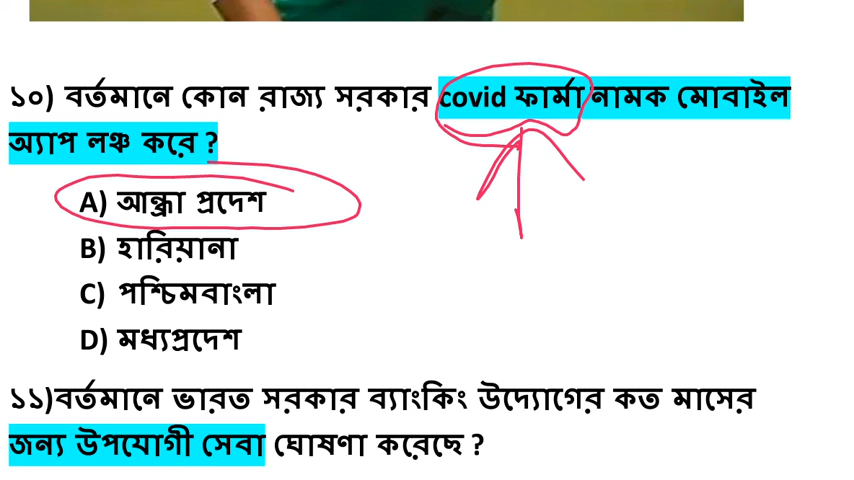 ১০) বর্তমানে কোন রাজ্য সরকার covid ফার্মা নামক মোবাইল
অ্যাপ লঞ্চ করে ?
A) আন্ধ্রা প্রদেশ
B) হারিয়ানা
C) পশ্চিমবাংলা
D) মধ্যপ্রদেশ
১১)বর্তমানে ভারত সরকার ব্যাংকিং উদ্যোগের কত মাসের
জন্য উপযোগী সেবা ঘোষণা করেছে ?